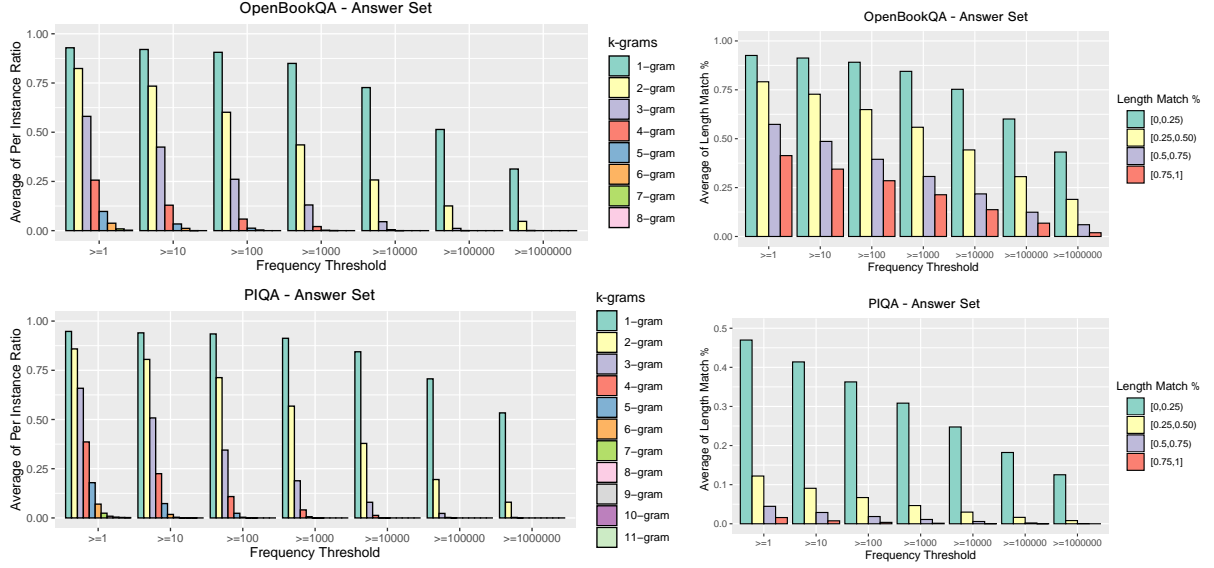 OpenBookQA - Answer Set
1.00
0.75
0.50
0.25
0.00
Average of Per Instance Ratio
>=1
>=10
>=100
>=1000
>=10000
>=100000
>=1000000
Frequency Threshold
k-grams
1-gram
2-gram
3-gram
4-gram
5-gram
6-gram
7-gram
8-gram
OpenBookQA - Answer Set
1.00
0.75
0.50
0.25
0.00
Average of Length Match %
>=1
>=10
>=100
>=1000
>=10000
>=100000
>=1000000
Frequency Threshold
Length Match %
[0,0.25)
[0.25,0.50)
[0.5,0.75)
[0.75,1]
PIQA - Answer Set
1.00
0.75
0.50
0.25
0.00
Average of Per Instance Ratio
>=1
>=10
>=100
>=1000
>=10000
>=100000
>=1000000
Frequency Threshold
k-grams
1-gram
2-gram
3-gram
4-gram
5-gram
6-gram
7-gram
8-gram
9-gram
10-gram
11-gram
PIQA - Answer Set
0.5
0.4
0.3
0.2
0.1
0.0
Average of Length Match %
>=1
>=10
>=100
>=1000
>=10000
>=100000
>=1000000
Frequency Threshold
Length Match %
[0,0.25)
[0.25,0.50)
[0.5,0.75)
[0.75,1]